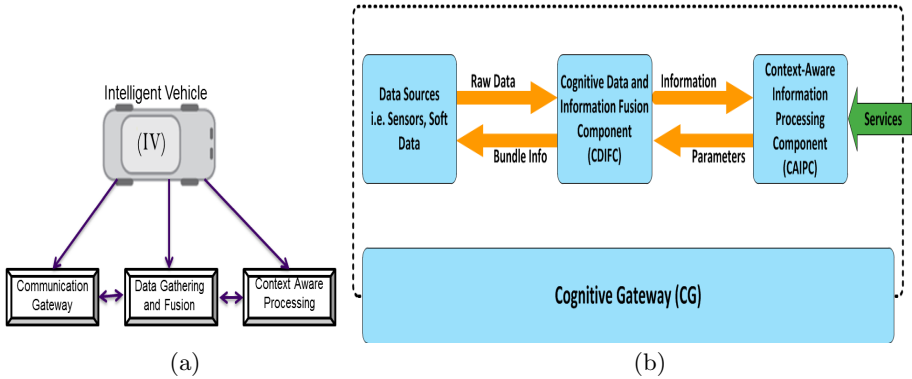 Intelligent Vehicle
(IV)
Communication
Gateway
Data Gathering
and Fusion
Context Aware
Processing
(a)
Data Sources
i.e. Sensors, Soft
Data
Raw Data
Bundle Info
Cognitive Data and
Information Fusion
Component
(CDIFC)
Information
Parameters
Context-Aware
Information
Processing
Component
(CAIPC)
Services
Cognitive Gateway (CG)
(b)